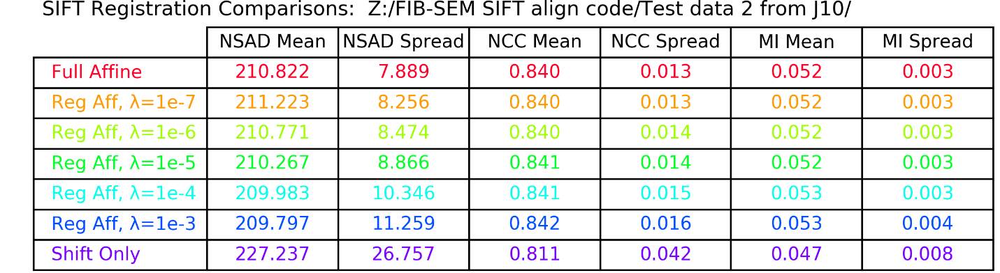 SIFT Registration Comparisons: Z:/FIB-SEM SIFT align code/Test data 2 from J10/
NSAD Mean NSAD Spread NCC Mean NCC Spread MI Mean MI Spread
Full Affine 210.822 7.889 0.840 0.013 0.052 0.003
Reg Aff, λ=1e-7 211.223 8.256 0.840 0.013 0.052 0.003
Reg Aff, λ=1e-6 210.771 8.474 0.840 0.014 0.052 0.003
Reg Aff, λ=1e-5 210.267 8.866 0.841 0.014 0.052 0.003
Reg Aff, λ=1e-4 209.983 10.346 0.841 0.015 0.053 0.003
Reg Aff, λ=1e-3 209.797 11.259 0.842 0.016 0.053 0.004
Shift Only 227.237 26.757 0.811 0.042 0.047 0.008